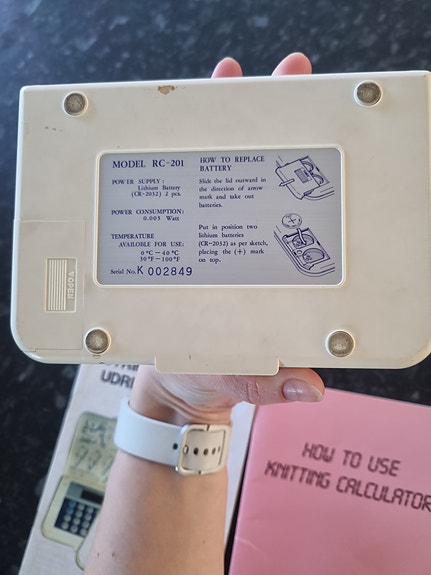 MODEL RC-201
POWER SUPPLY :
Lithium Battery
(CR-2032) 2 pcs.
POWER CONSUMPTION:
0.003 Watt
TEMPERATURE
AVAILABLE FOR USE:
0°C—40°C
30°F—100°F
Serial No. K 002849
HOW TO REPLACE
BATTERY
Slide the lid outward in
the direction of arrow
mark and take out
batteries.
Put in position two
lithium batteries
(CR-2032) as per sketch,
placing the (+) mark
on top.
OPEN
HOW TO USE
KNITTING CALCULATOR